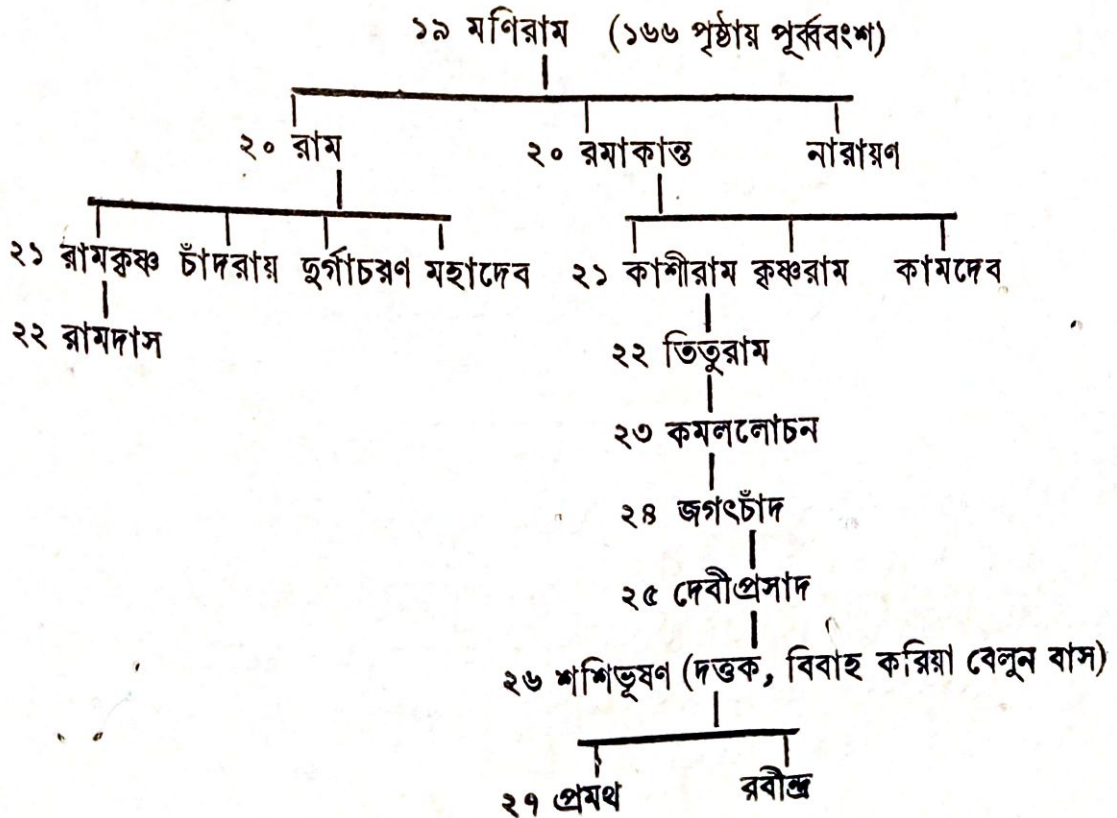 ১৯ মণিরাম (১৬৬ পৃষ্ঠায় পূর্ব্ববংশ)
২০ রাম ২০ রমাকান্ত নারায়ণ
২১ রামকৃষ্ণ চাঁদরায় দুর্গাচরণ মহাদেব ২১ কাশীরাম কৃষ্ণরাম কামদেব
২২ রামদাস ২২ তিতুরাম
২৩ কমললোচন
২৪ জগৎচাঁদ
২৫ দেবীপ্রসাদ
২৬ শশিভূষণ (দত্তক, বিবাহ করিয়া বেলুন বাস)
২৭ প্রমথ রবীন্দ্র